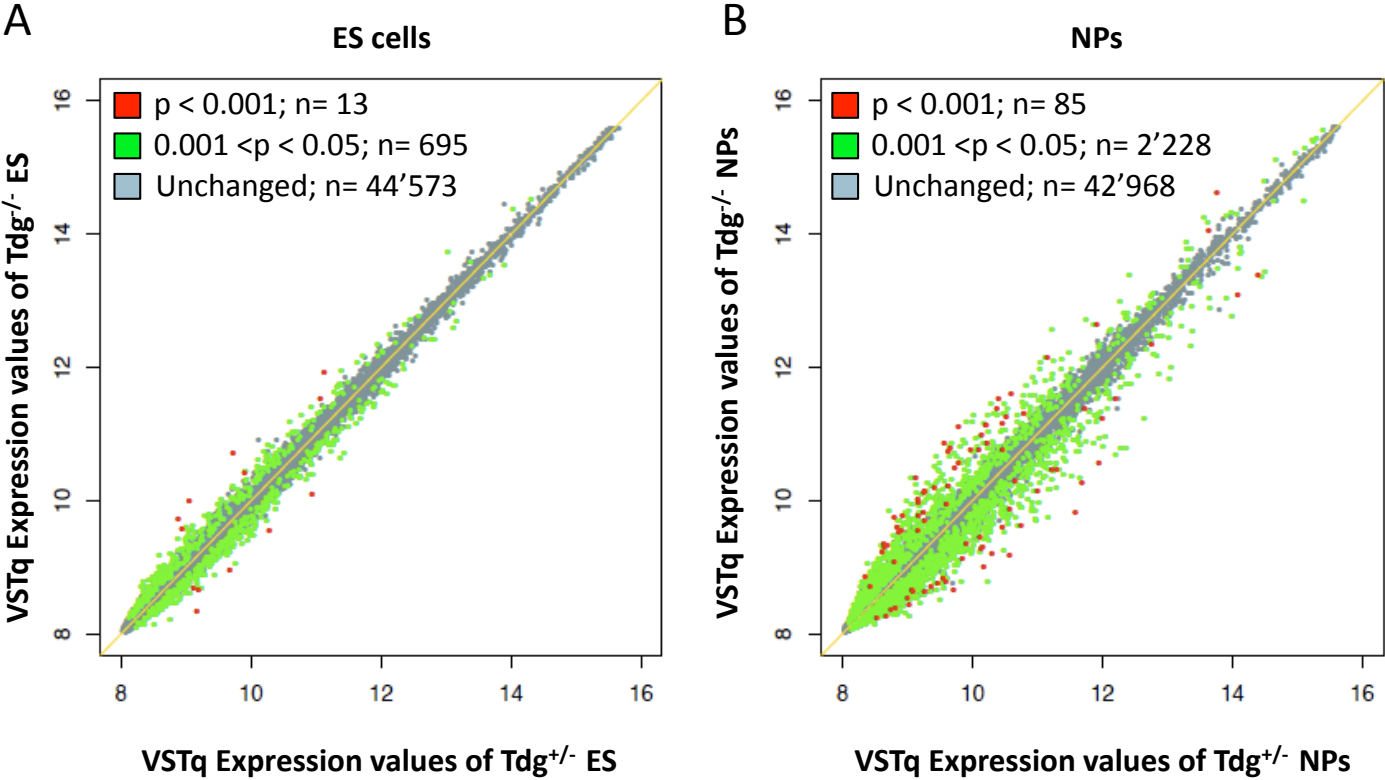 A
ES cells
p < 0.001; n= 13
0.001 <p < 0.05; n= 695
Unchanged; n= 44’573
VSTq Expression values of Tdg-/- ES
16
14
12
10
8
8 10 12 14 16
VSTq Expression values of Tdg+/- ES
B
NPs
p < 0.001; n= 85
0.001 <p < 0.05; n= 2’228
Unchanged; n= 42’968
VSTq Expression values of Tdg-/- NPs
16
14
12
10
8
8 10 12 14 16
VSTq Expression values of Tdg+/- NPs